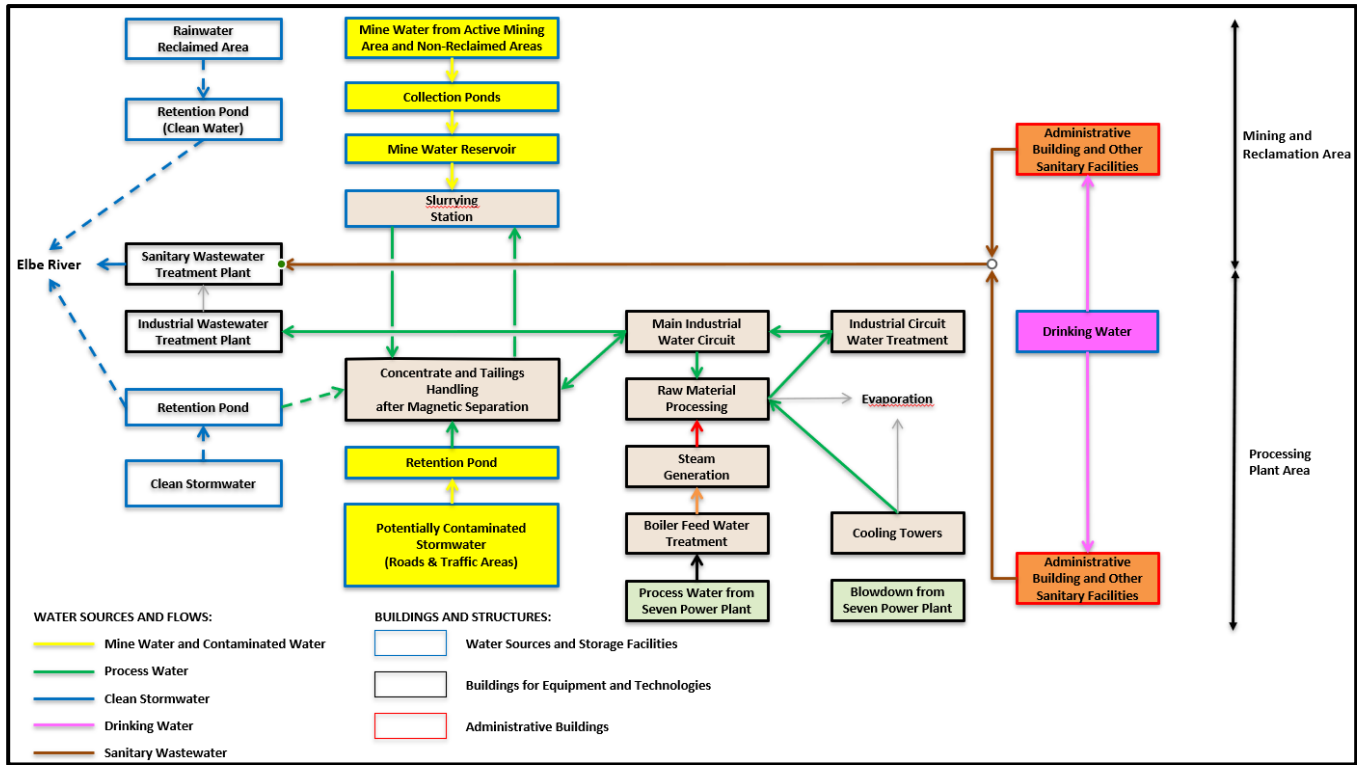 Rainwater
Reclaimed Area
Mine Water from Active Mining
Area and Non-Reclaimed Areas
Retention Pond
(Clean Water)
Collection Ponds
Mine Water Reservoir
Administrative
Building and Other
Sanitary Facilities
Mining and
Reclamation Area
Slurrying
Station
Elbe River
Sanitary Wastewater
Treatment Plant
Industrial Wastewater
Treatment Plant
Main Industrial
Water Circuit
Industrial Circuit
Water Treatment
Drinking Water
Concentrate and Tailings
Handling
after Magnetic Separation
Retention Pond
Raw Material
Processing
Evaporation
Clean Stormwater
Retention Pond
Steam
Generation
Processing
Plant Area
Potentially Contaminated
Stormwater
(Roads & Traffic Areas)
Boiler Feed Water
Treatment
Cooling Towers
Process Water from
Seven Power Plant
Blowdown from
Seven Power Plant
Administrative
Building and Other
Sanitary Facilities
WATER SOURCES AND FLOWS:
Mine Water and Contaminated Water
Process Water
Clean Stormwater
Drinking Water
Sanitary Wastewater
BUILDINGS AND STRUCTURES:
Water Sources and Storage Facilities
Buildings for Equipment and Technologies
Administrative Buildings